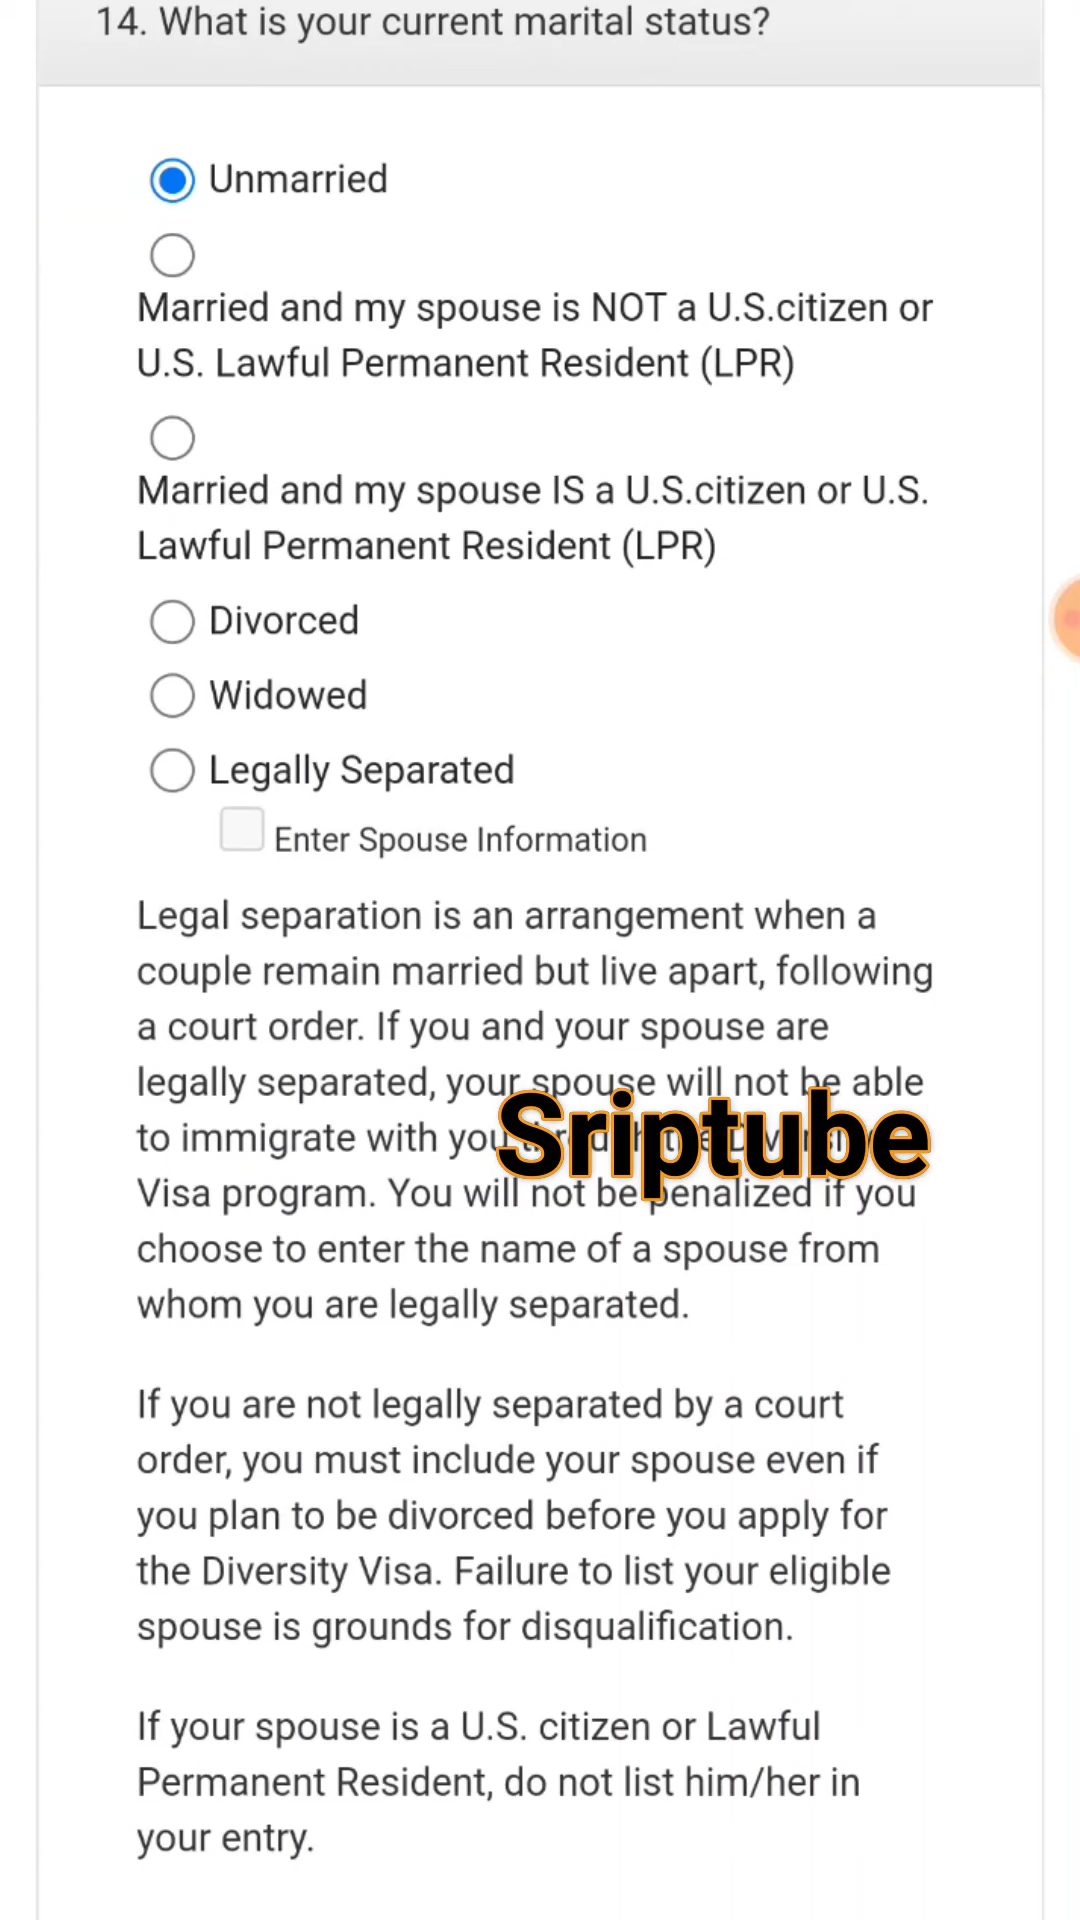 14. What is your current marital status?
Unmarried
Married and my spouse is NOT a U.S.citizen or
U.S. Lawful Permanent Resident (LPR)
Married and my spouse IS a U.S.citizen or U.S.
Lawful Permanent Resident (LPR)
Divorced
Widowed
Legally Separated
Enter Spouse Information
Legal separation is an arrangement when a
couple remain married but live apart, following
a court order. If you and your spouse are
legally separated, your spouse will not be able
to immigrate with you
Sriptube
Visa program. You will not be penalized if you
choose to enter the name of a spouse from
whom you are legally separated.
If you are not legally separated by a court
order, you must include your spouse even if
you plan to be divorced before you apply for
the Diversity Visa. Failure to list your eligible
spouse is grounds for disqualification.
If your spouse is a U.S. citizen or Lawful
Permanent Resident, do not list him/her in
your entry.